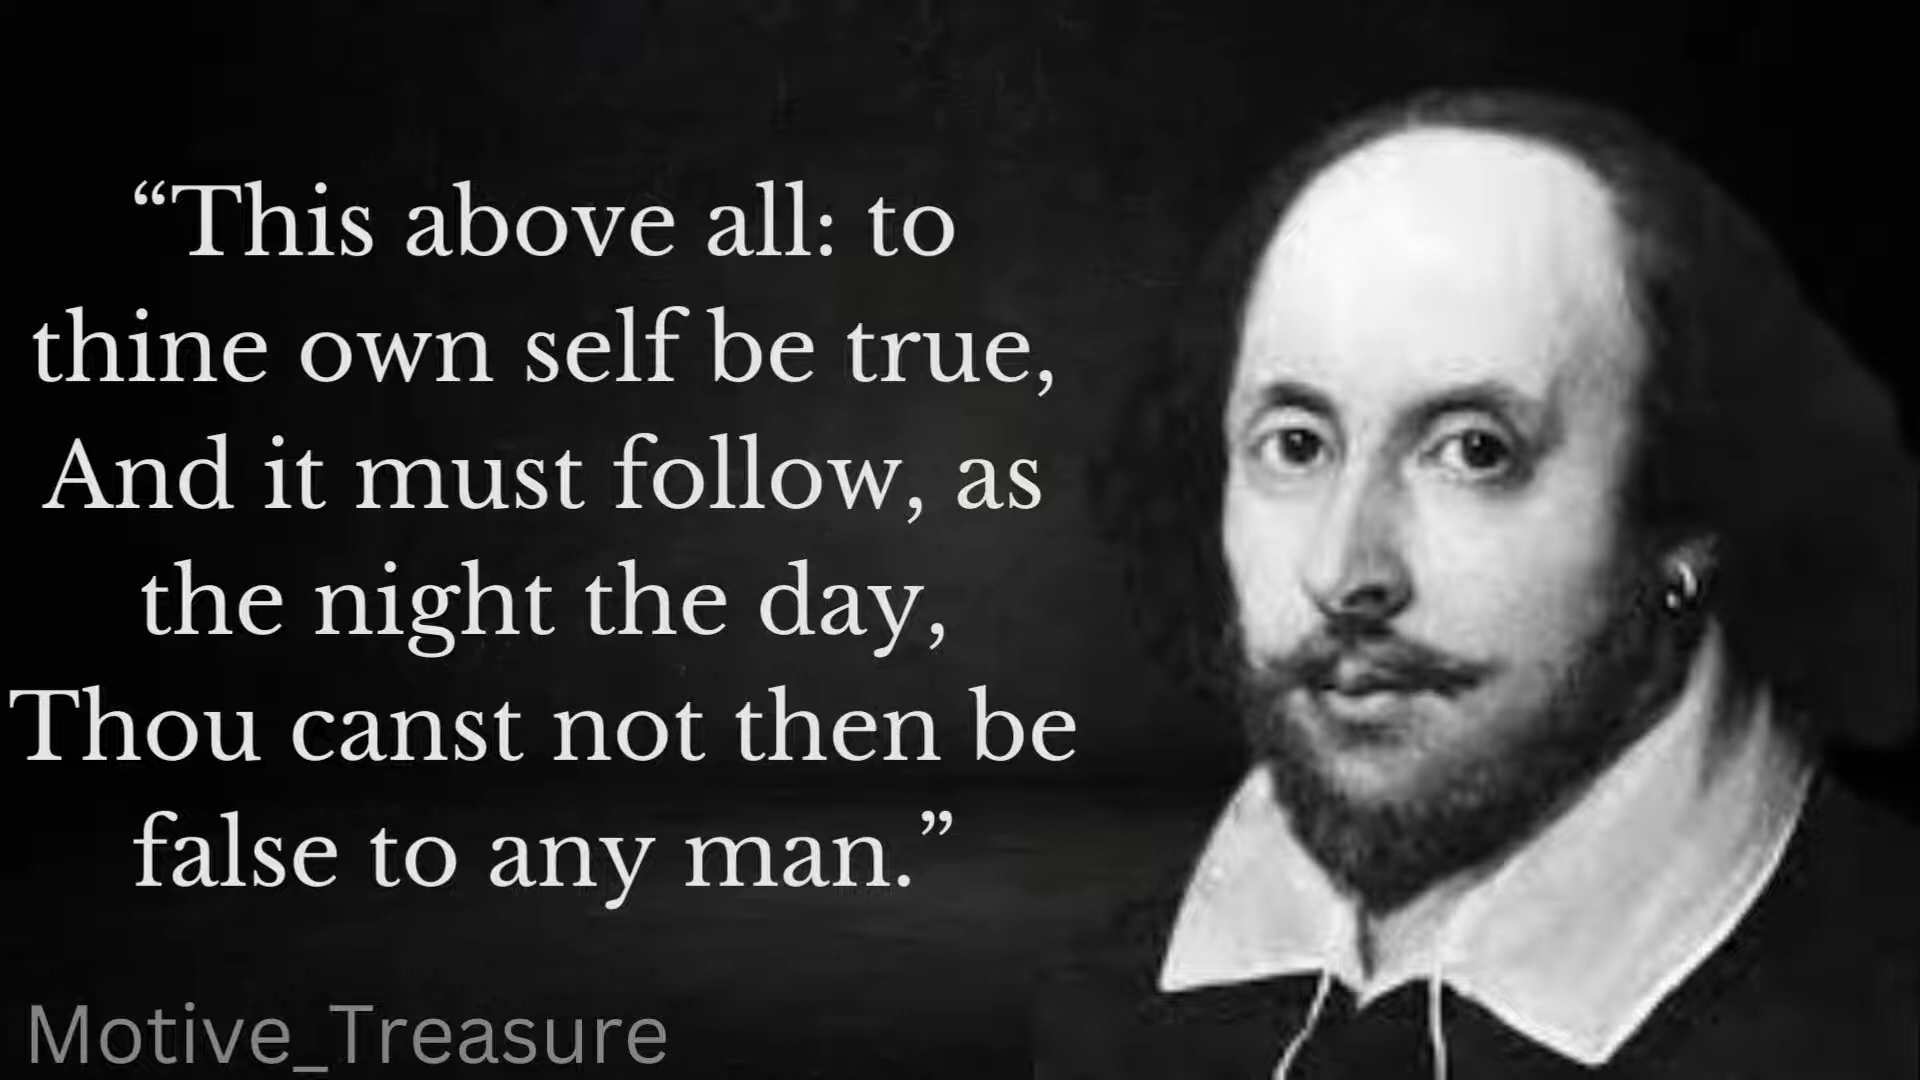 “This above all: to
thine own self be true,
And it must follow, as
the night the day,
Thou canst not then be
false to any man.”
Motive_Treasure